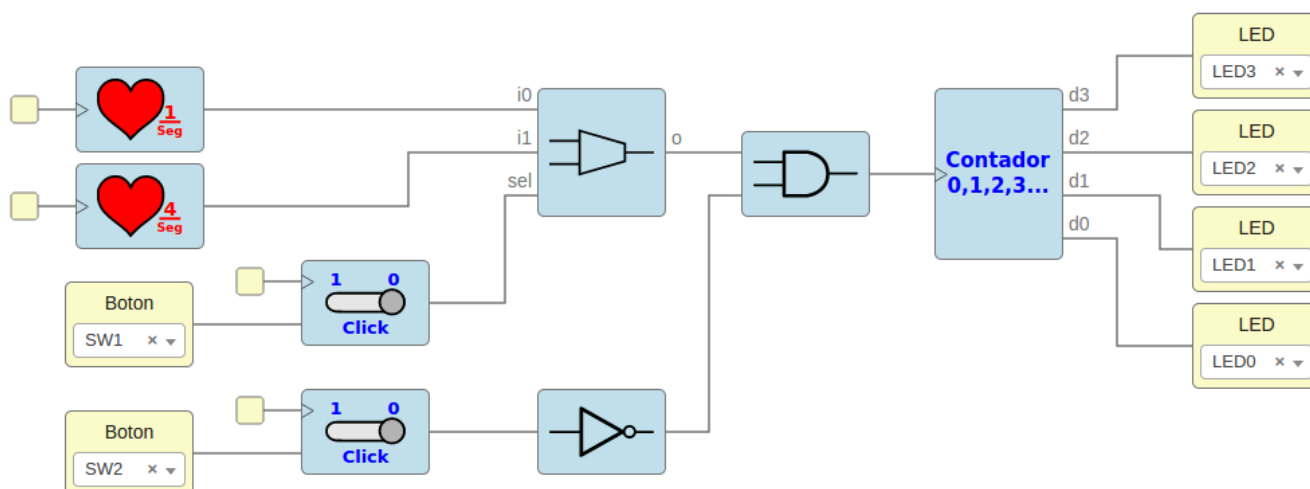 LED
LED3
1
Seg
i0
i1
sel
o
Contador
0,1,2,3...
d3
d2
d1
d0
LED
LED2
4
Seg
LED
LED1
1 0
Click
Boton
SW1
LED
LED0
1 0
Click
Boton
SW2